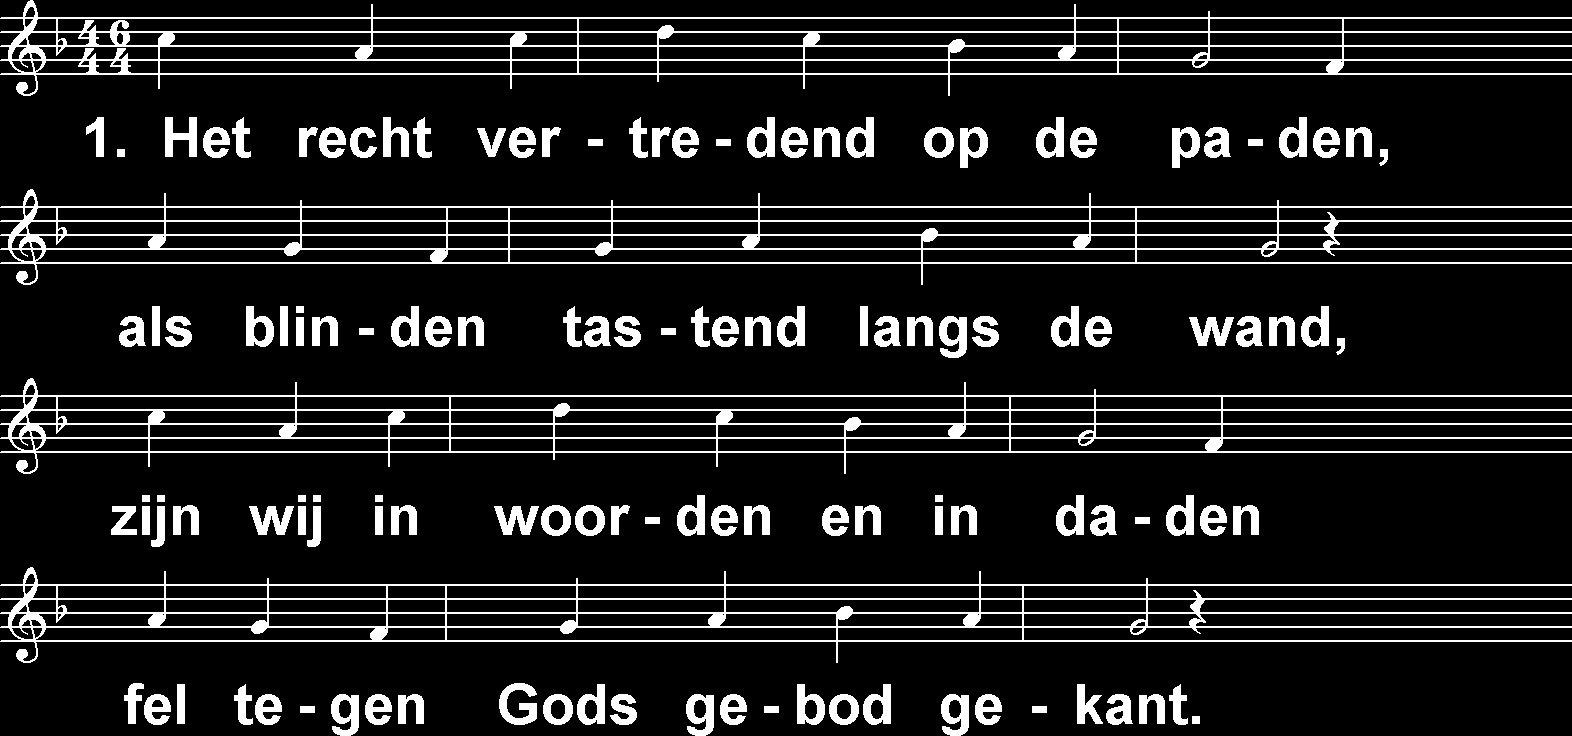 1. Het recht ver - tre - dend op de pa - den,
als blin - den tas - tend langs de wand,
zijn wij in woor - den en in da - den
fel te - gen Gods ge - bod ge - kant.